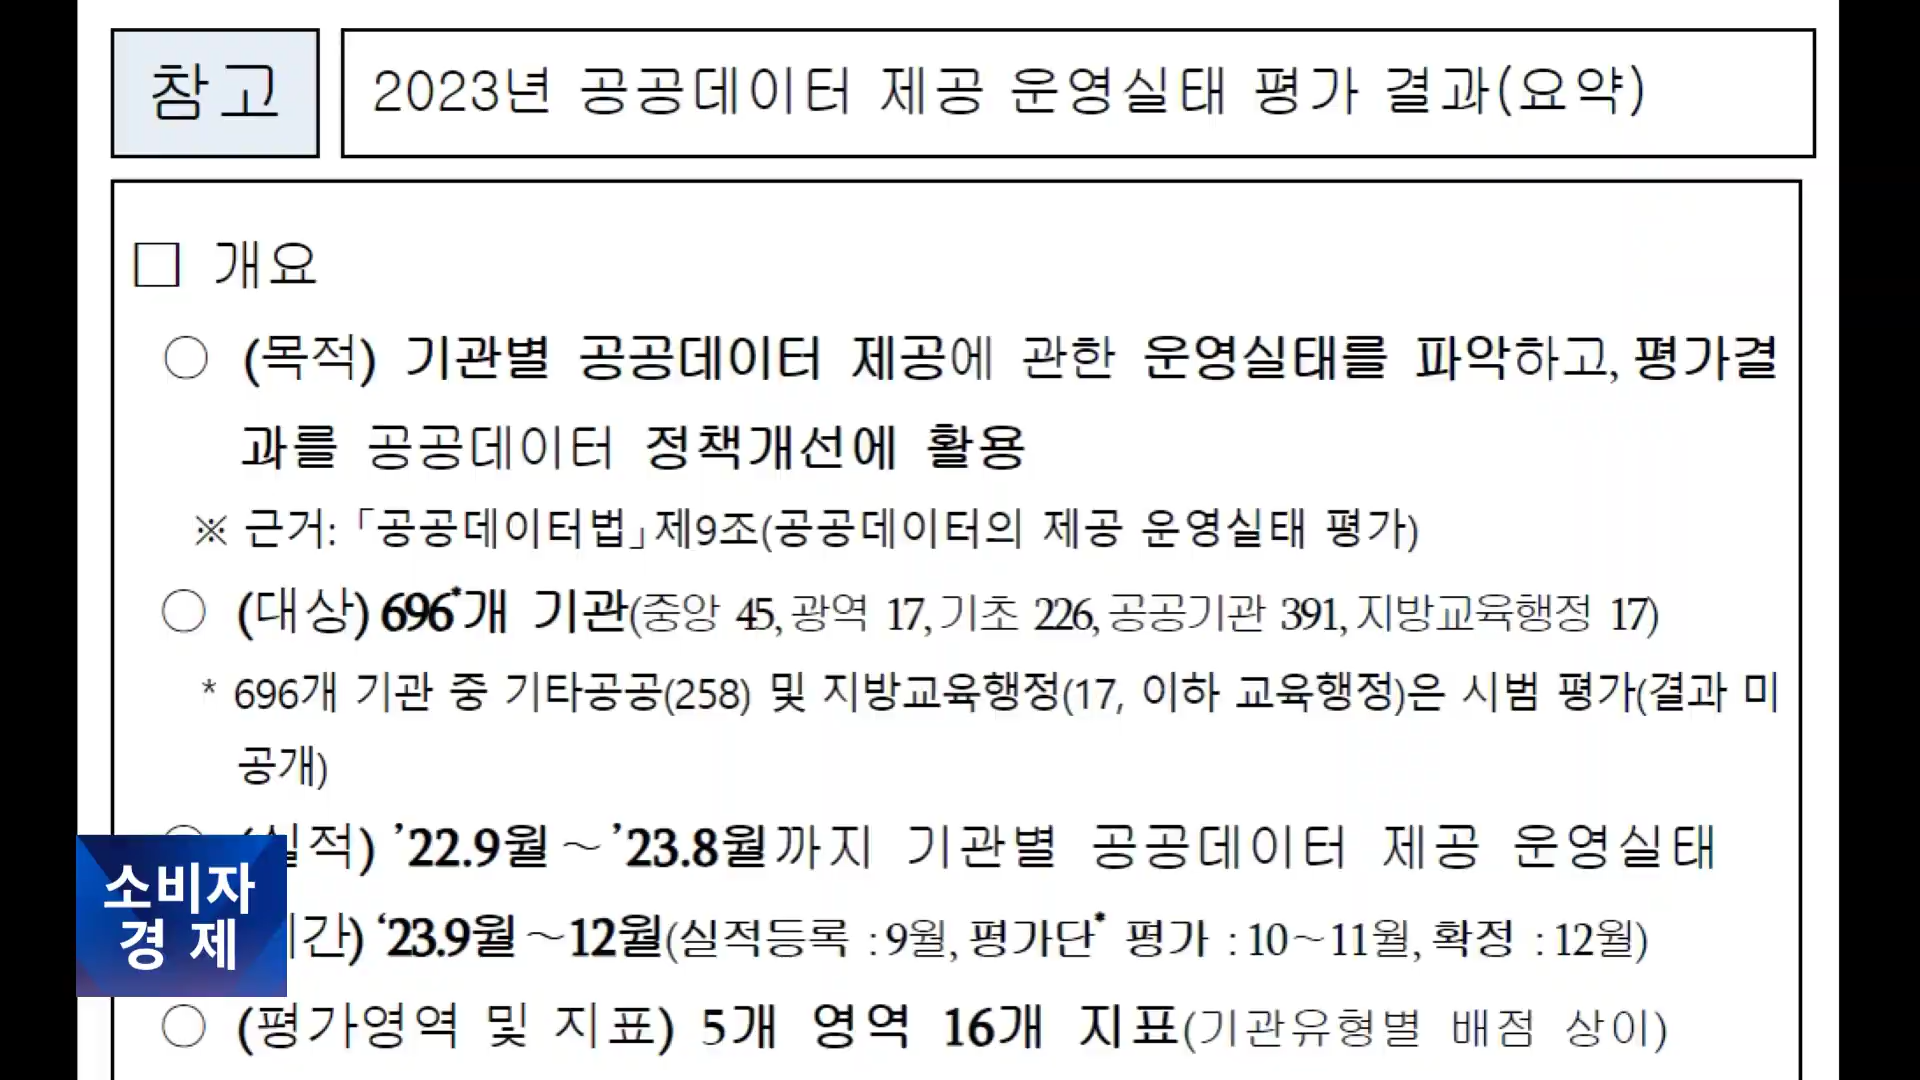 참고
2023년 공공데이터 제공 운영실태 평가 결과(요약)
□ 개요
○ (목적) 기관별 공공데이터 제공에 관한 운영실태를 파악하고, 평가결
과를 공공데이터 정책개선에 활용
※ 근거: 「공공데이터법」제9조(공공데이터의 제공 운영실태 평가)
○ (대상) 696*개 기관(중앙 45, 광역 17, 기초 226, 공공기관 391, 지방교육행정 17)
* 696개 기관 중 기타공공(258) 및 지방교육행정(17, 이하 교육행정)은 시범 평가(결과 미
공개)
○ (실적) ’22.9월～’23.8월까지 기관별 공공데이터 제공 운영실태
간) ‘23.9월～12월(실적등록 : 9월, 평가단* 평가 : 10～11월, 확정 : 12월)
○ (평가영역 및 지표) 5개 영역 16개 지표(기관유형별 배점 상이)
소비자
경제